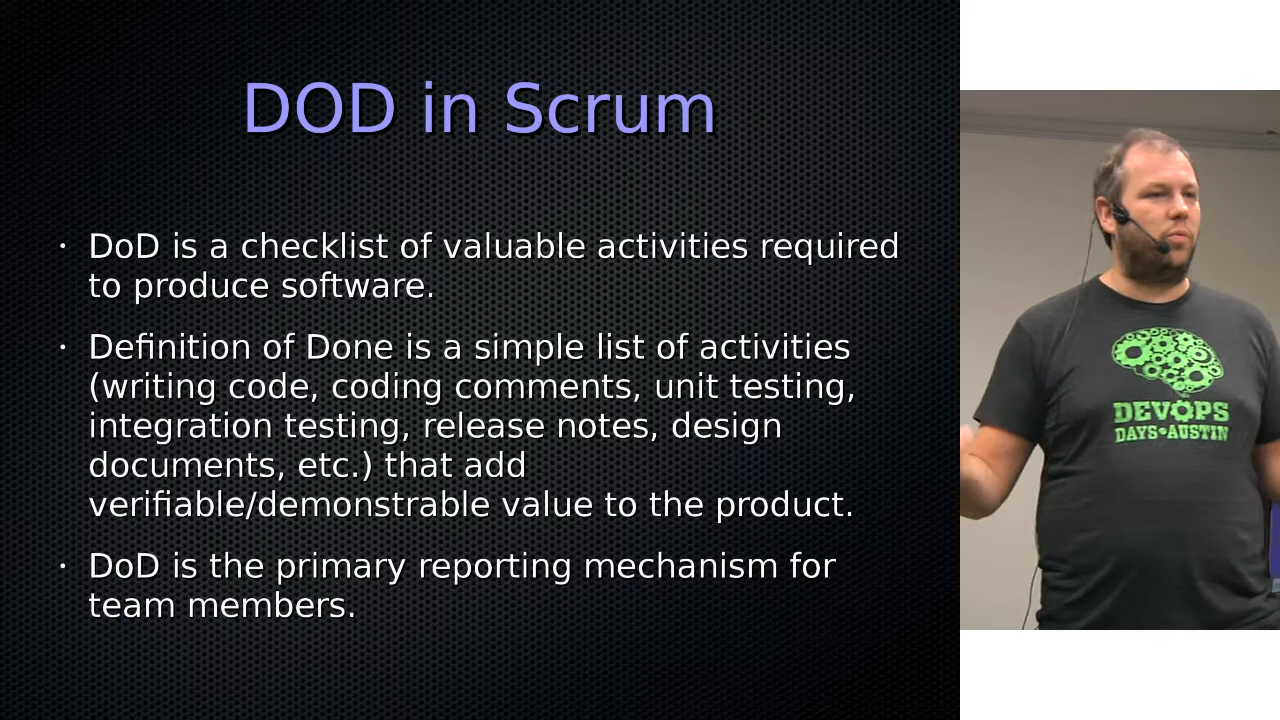 DOD in Scrum
• DoD is a checklist of valuable activities required
to produce software.
• Definition of Done is a simple list of activities
(writing code, coding comments, unit testing,
integration testing, release notes, design
documents, etc.) that add
verifiable/demonstrable value to the product.
• DoD is the primary reporting mechanism for
team members.
DEVOPS
DAYS•AUSTIN